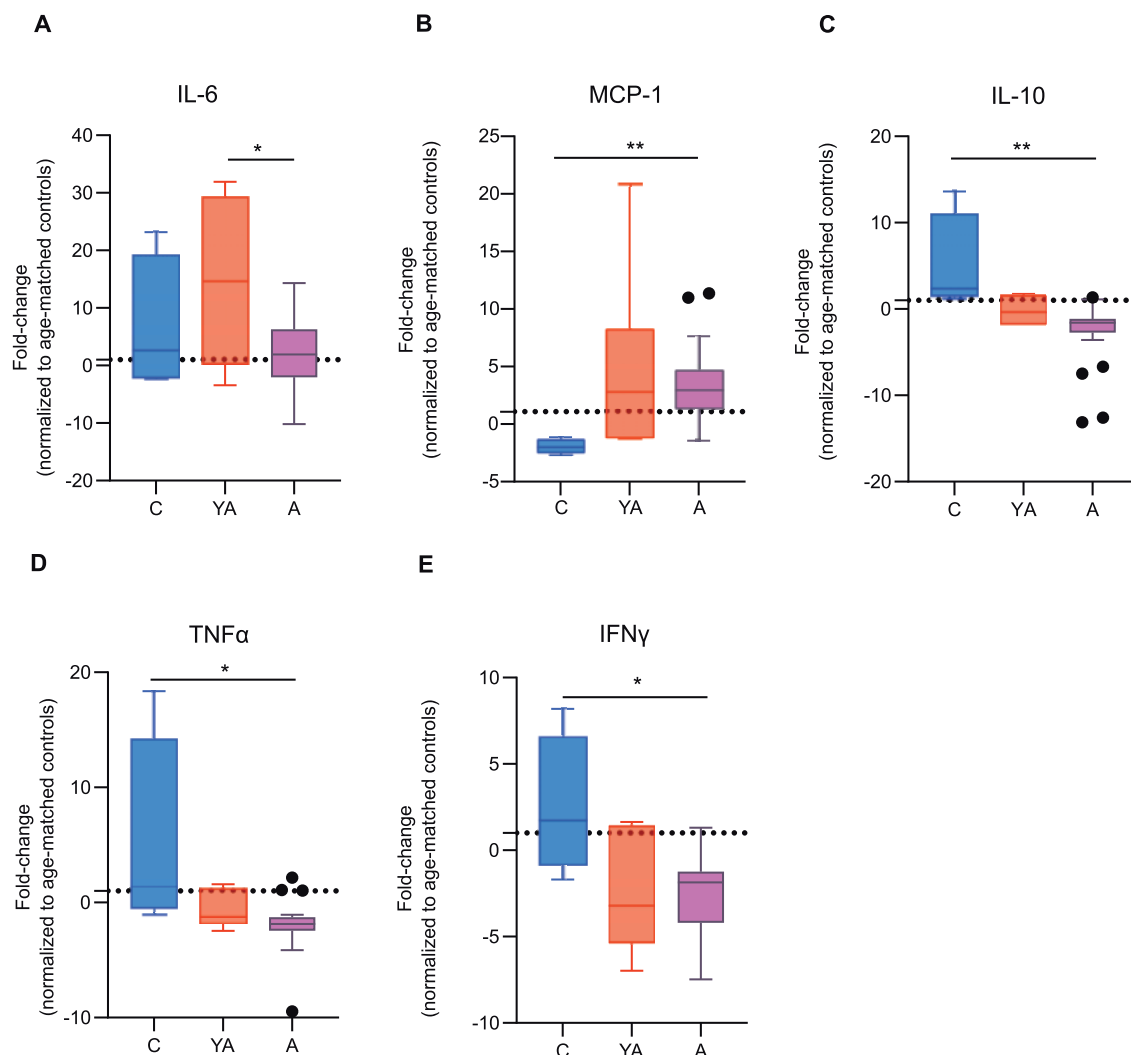 A
IL-6
Fold-change
(normalized to age-matched controls)
40
30
20
10
0
-10
-20
*
C YA A
B
MCP-1
Fold-change
(normalized to age-matched controls)
25
20
15
10
5
0
-5
**
C YA A
C
IL-10
Fold-change
(normalized to age-matched controls)
20
10
0
-10
-20
**
C YA A
D
TNFα
Fold-change
(normalized to age-matched controls)
20
10
0
-10
*
C YA A
E
IFNγ
Fold-change
(normalized to age-matched controls)
10
5
0
-5
-10
*
C YA A